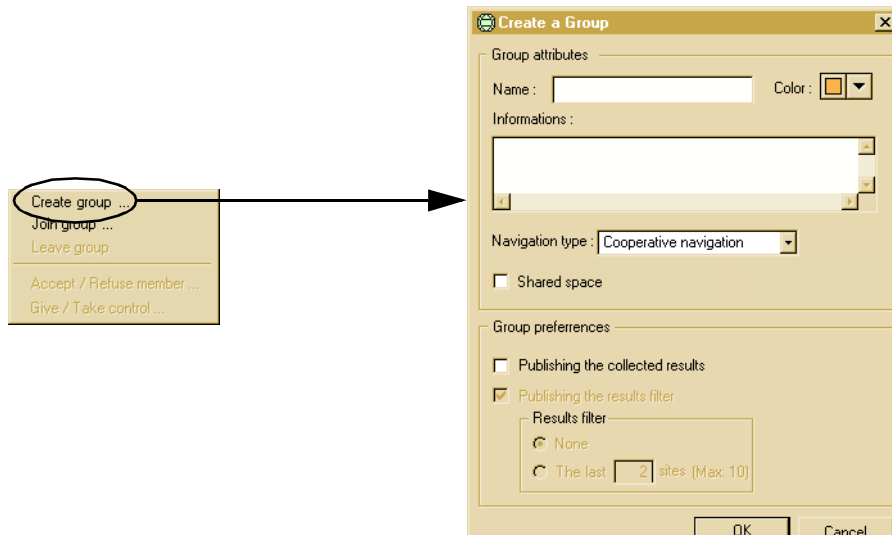 Create group ...
Join group ...
Leave group
Accept / Refuse member ...
Give / Take control ...
Create a Group
Group attributes
Name :
Color :
Informations :
Navigation type : Cooperative navigation
Shared space
Group preferrences
Publishing the collected results
Publishing the results filter
Results filter
None
The last 2 sites (Max: 10)
OK Cancel